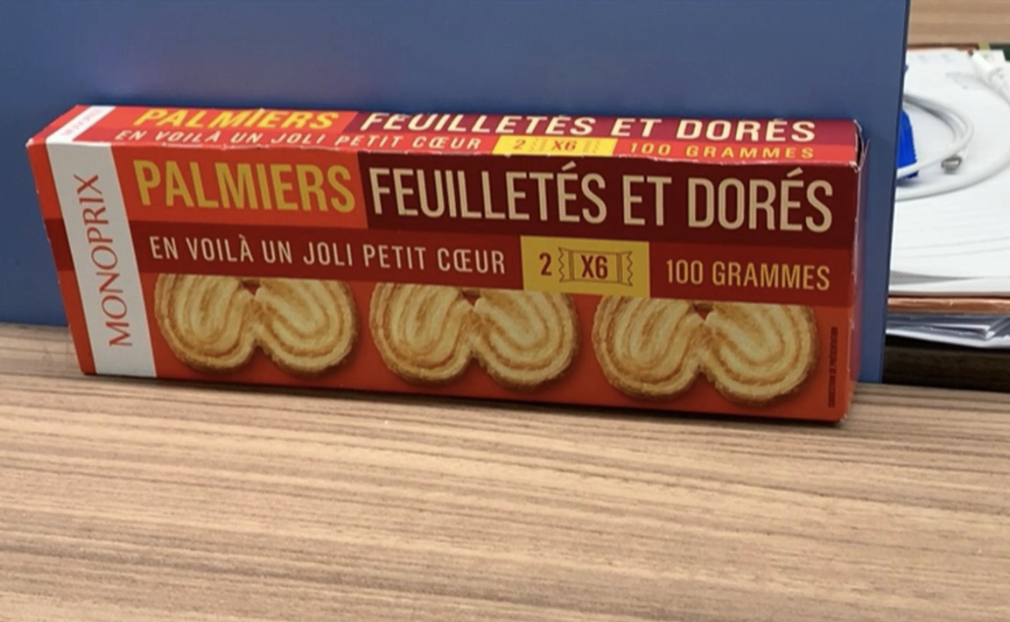 MONOPRIX
PALMIERS FEUILLETÉS ET DORÉS
EN VOILÀ UN JOLI PETIT CŒUR 2 X6 100 GRAMMES
MONOPRIX
PALMIERS FEUILLETÉS ET DORÉS
EN VOILÀ UN JOLI PETIT CŒUR 2 X6 100 GRAMMES